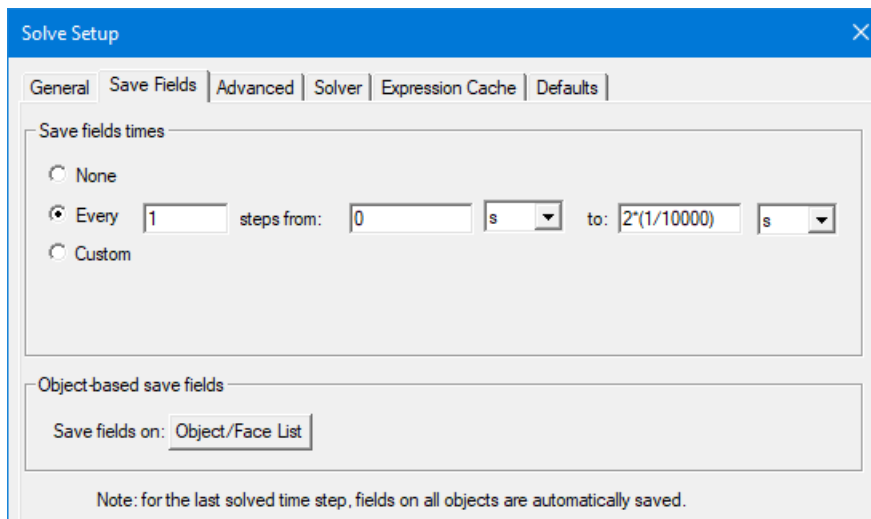 Solve Setup
General Save Fields Advanced Solver Expression Cache Defaults
Save fields times
None
Every 1 steps from: 0 s to: 2*(1/10000) s
Custom
Object-based save fields
Save fields on: Object/Face List
Note: for the last solved time step, fields on all objects are automatically saved.